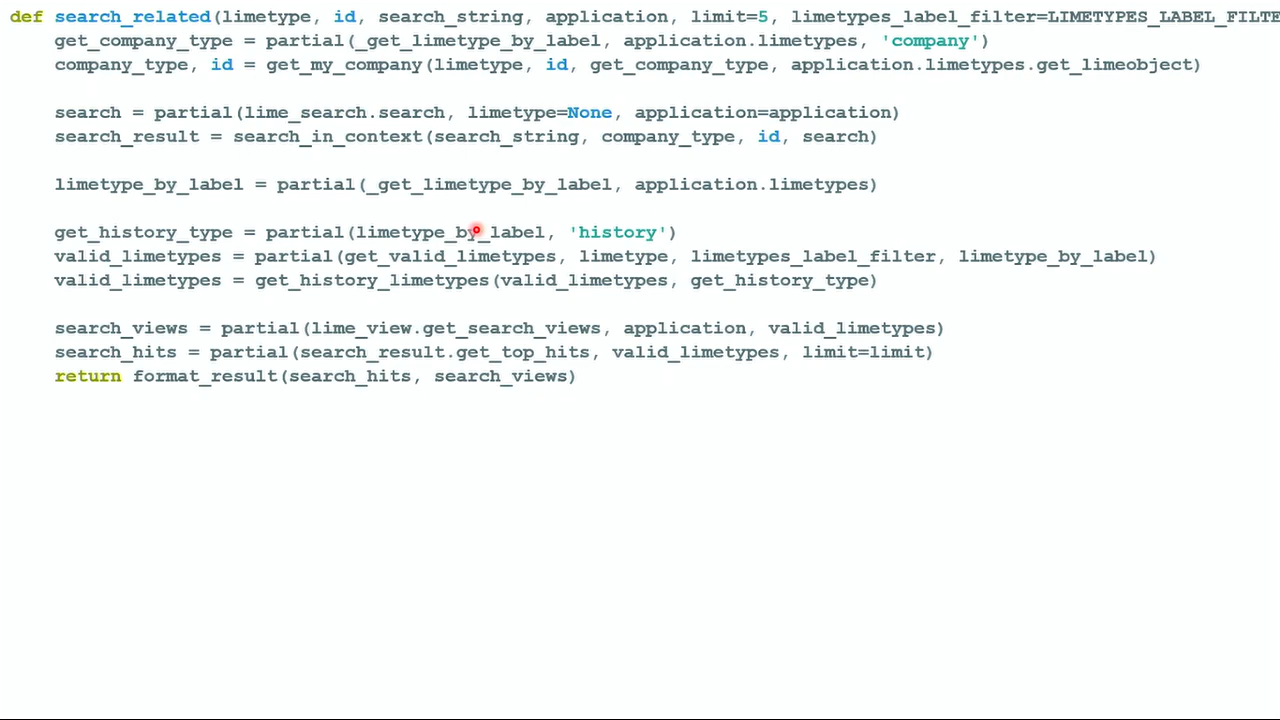 def search_related(limetype, id, search_string, application, limit=5, limetypes_label_filter=LIMETYPES_LABEL_FILTE
    get_company_type = partial(_get_limetype_by_label, application.limetypes, 'company')
    company_type, id = get_my_company(limetype, id, get_company_type, application.limetypes.get_limeobject)
    search = partial(lime_search.search, limetype=None, application=application)
    search_result = search_in_context(search_string, company_type, id, search)
    limetype_by_label = partial(_get_limetype_by_label, application.limetypes)
    get_history_type = partial(limetype_by_label, 'history')
    valid_limetypes = partial(get_valid_limetypes, limetype, limetypes_label_filter, limetype_by_label)
    valid_limetypes = get_history_limetypes(valid_limetypes, get_history_type)
    search_views = partial(lime_view.get_search_views, application, valid_limetypes)
    search_hits = partial(search_result.get_top_hits, valid_limetypes, limit=limit)
    return format_result(search_hits, search_views)